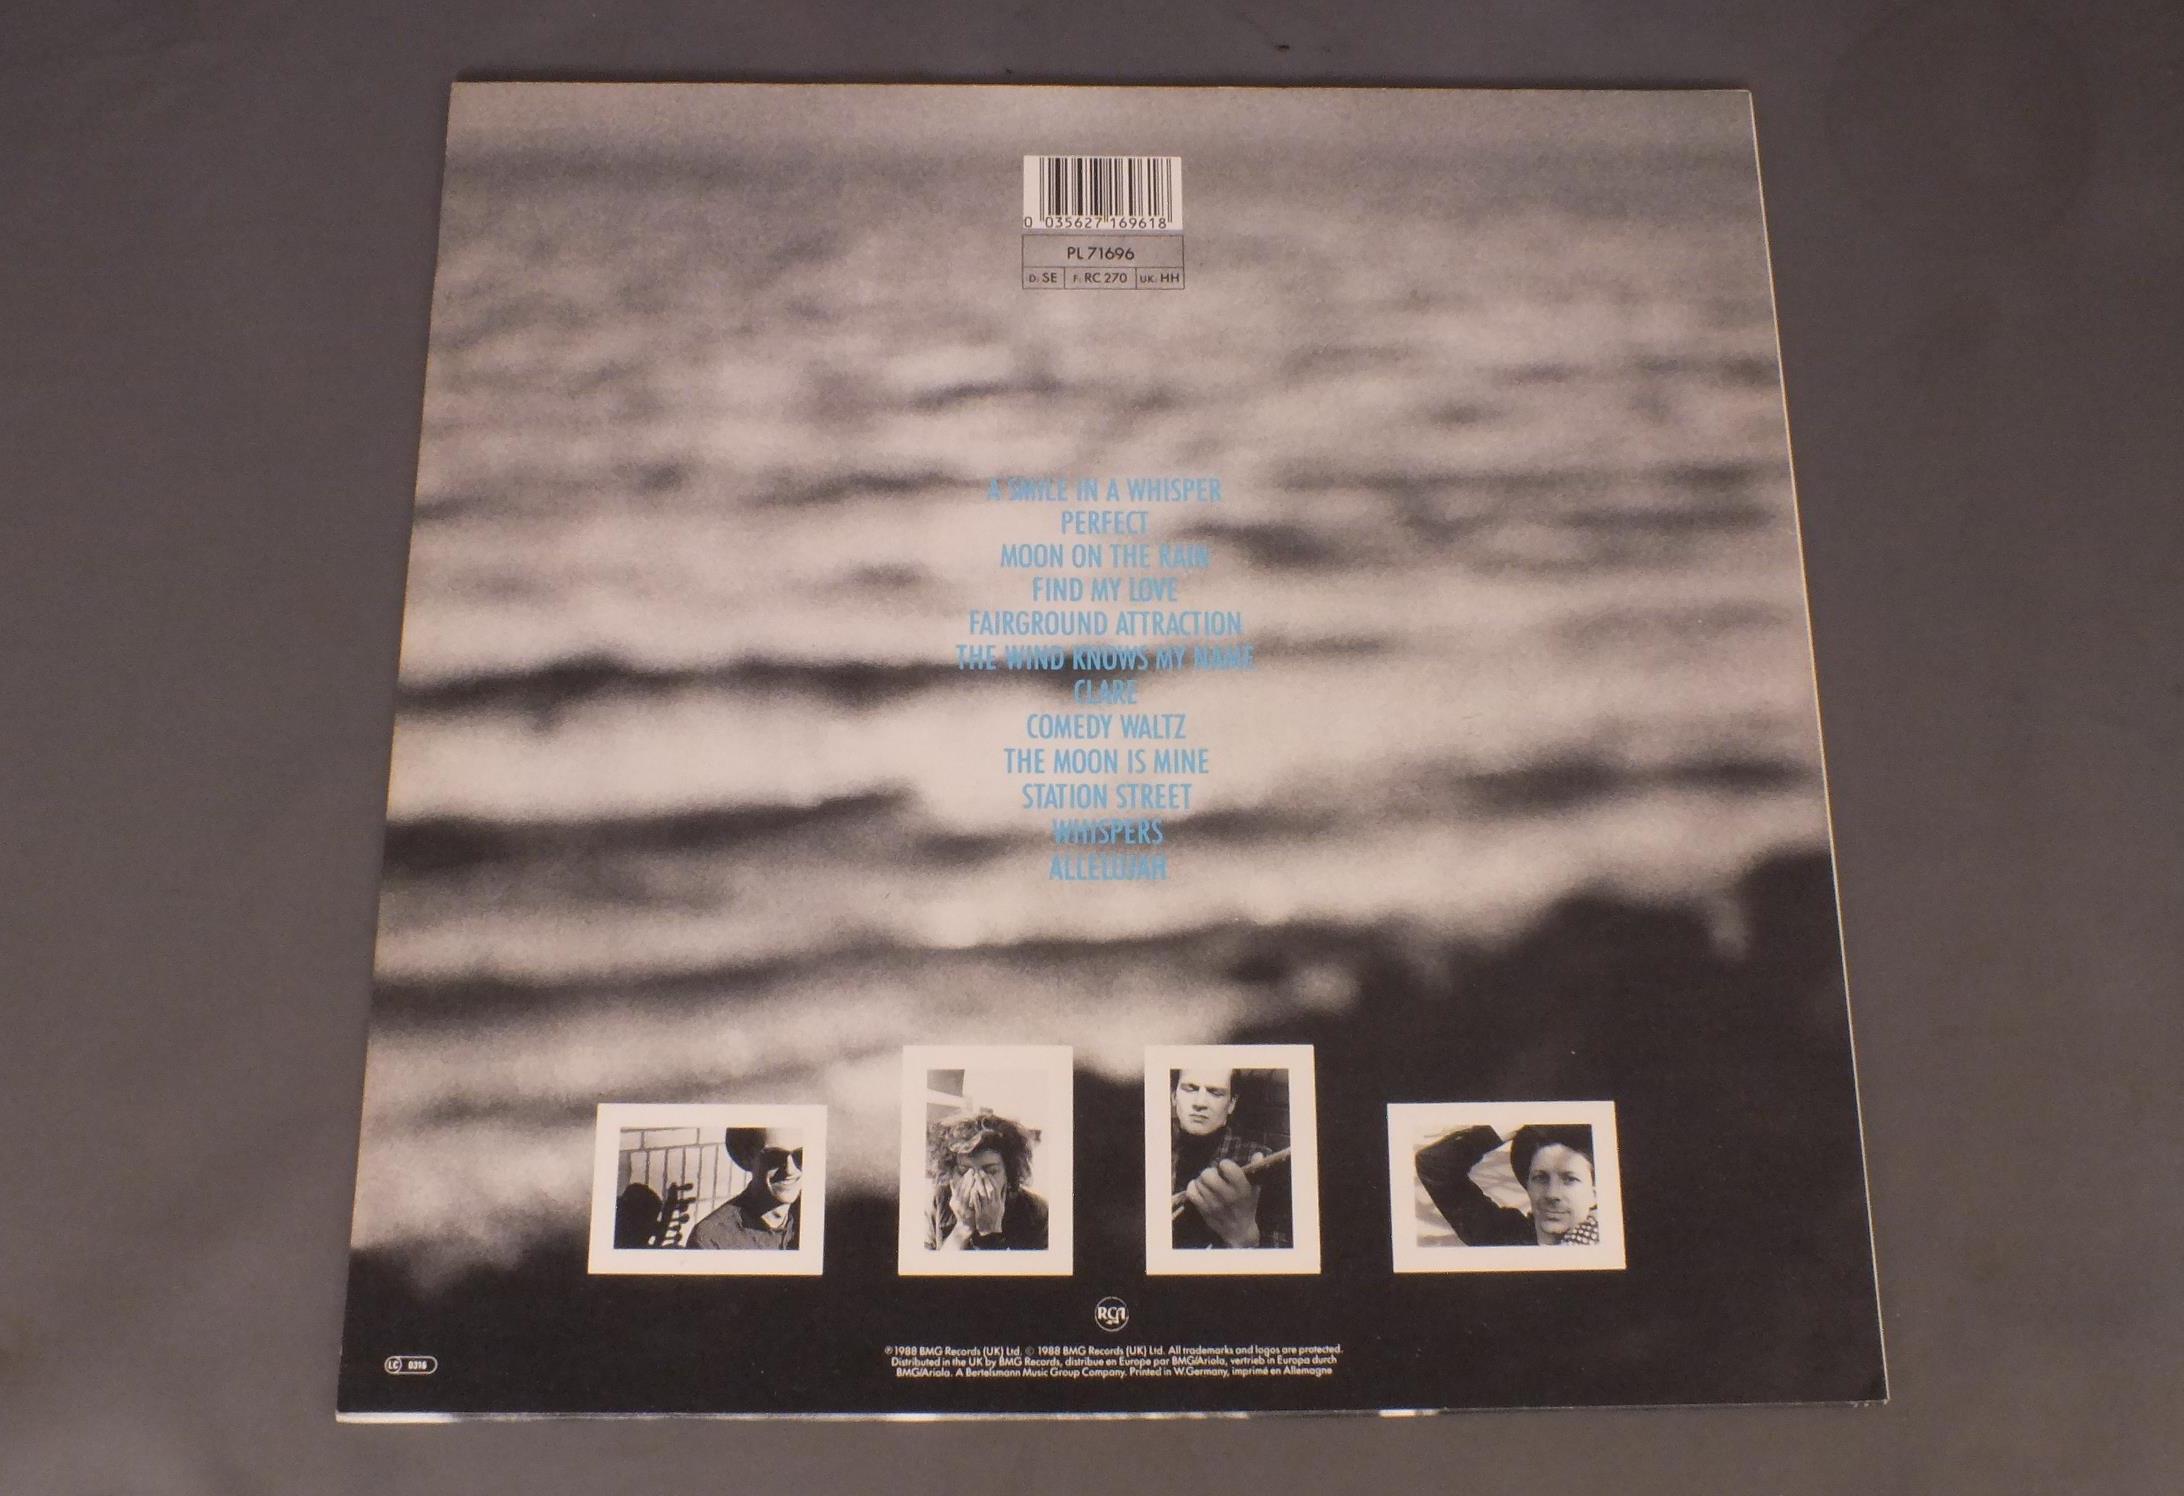 0 035627 169618
PL 71696
D: SE F: RC 270 UK: HH
A SMILE IN A WHISPER
PERFECT
MOON ON THE RAIN
FIND MY LOVE
FAIRGROUND ATTRACTION
THE WIND KNOWS MY NAME
CLARE
COMEDY WALTZ
THE MOON IS MINE
STATION STREET
WHISPERS
ALLELUJAH
RCA
℗ 1988 BMG Records (UK) Ltd. © 1988 BMG Records (UK) Ltd. All trademarks and logos are protected.
Distributed in the UK by BMG Records, distribue en Europe par BMG/Ariola, vertrieb in Europa durch
BMG/Ariola. A Bertelsmann Music Group Company. Printed in W.Germany, imprimé en Allemagne
LC 0316